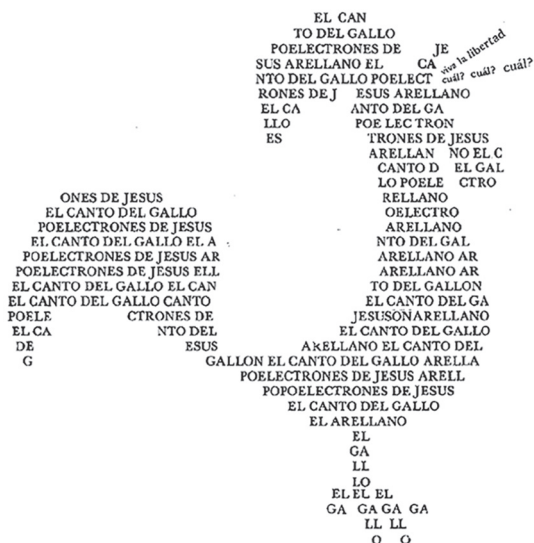 EL CAN
TO DEL GALLO
POELECTRONES DE JE
SUS ARELLANO EL CA viva la libertad
NTO DEL GALLO POELECT cuál? cuál? cuál?
RONES DE J ESUS ARELLANO
EL CA ANTO DEL GA
LLO POE LEC TRON
ES TRONES DE JESUS
ARELLAN NO EL C
CANTO D EL GAL
LO POELE CTRO
ONES DE JESUS RELLANO
EL CANTO DEL GALLO OELECTRO
POELECTRONES DE JESUS ARELLANO
EL CANTO DEL GALLO EL A NTO DEL GAL
POELECTRONES DE JESUS AR ARELLANO AR
POELECTRONES DE JESUS ELL ARELLANO AR
EL CANTO DEL GALLO EL CAN TO DEL GALLON
EL CANTO DEL GALLO CANTO EL CANTO DEL GA
POELE CTRONES DE JESUSON ARELLANO
EL CA NTO DEL EL CANTO DEL GALLO
DE ESUS ARELLANO EL CANTO DEL
G GALLON EL CANTO DEL GALLO ARELLA
POELECTRONES DE JESUS ARELL
POPOELECTRONES DE JESUS
EL CANTO DEL GALLO
EL ARELLANO
EL
GA
LL
LO
EL EL EL
GA GA GA GA
LL LL
O O